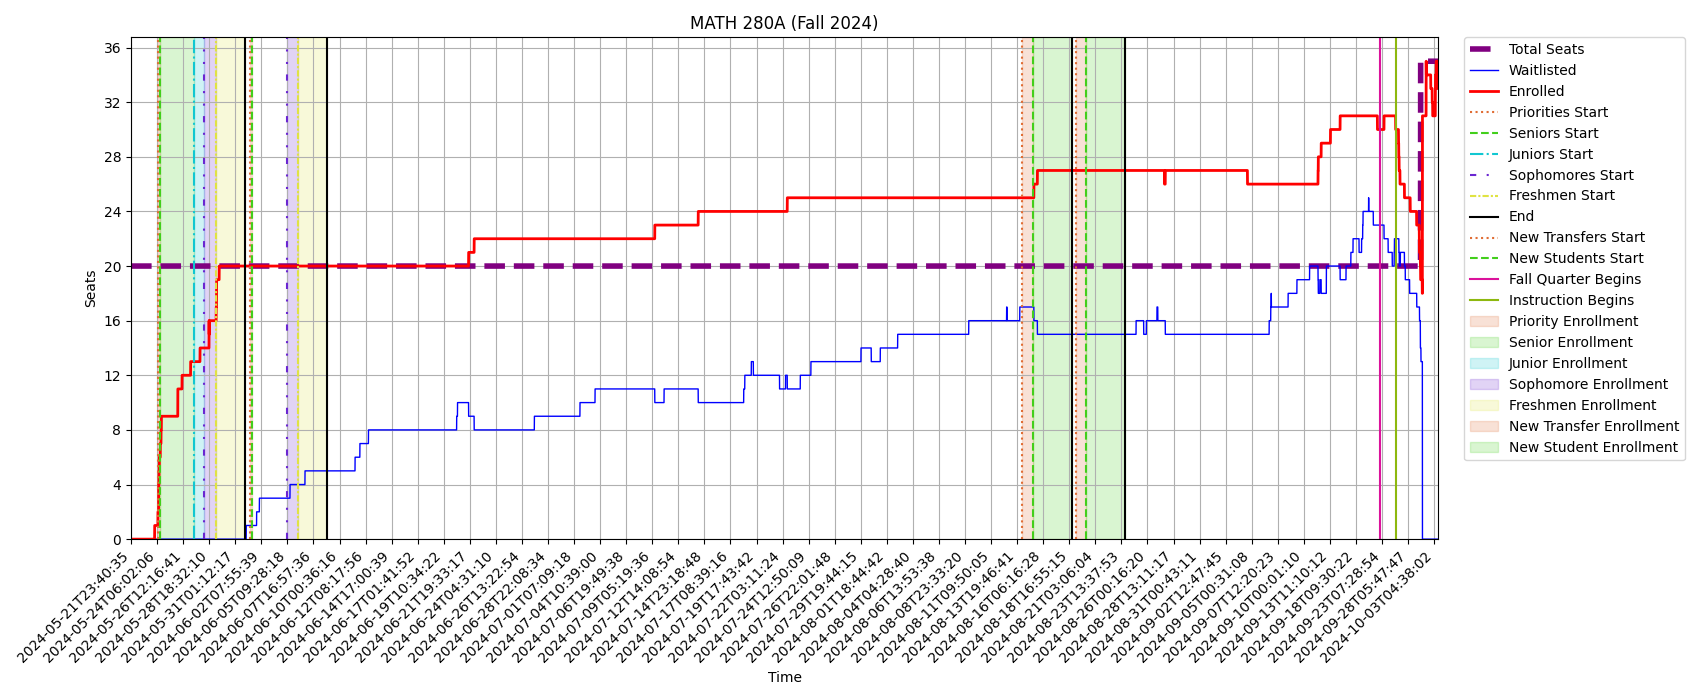 MATH 280A (Fall 2024)
Seats
36
32
28
24
20
16
12
8
4
0
2024-05-21T23:40:35
2024-05-24T06:02:06
2024-05-26T12:16:41
2024-05-28T18:32:10
2024-05-31T01:12:17
2024-06-02T07:55:39
2024-06-05T09:28:18
2024-06-07T16:57:36
2024-06-10T00:36:16
2024-06-12T08:17:56
2024-06-14T17:00:39
2024-06-17T01:41:52
2024-06-19T10:34:22
2024-06-21T19:33:17
2024-06-24T04:31:10
2024-06-26T13:22:54
2024-06-28T22:08:34
2024-07-01T07:09:18
2024-07-04T10:39:00
2024-07-06T19:49:38
2024-07-09T05:19:36
2024-07-12T14:08:54
2024-07-14T23:18:48
2024-07-17T08:39:16
2024-07-19T17:43:42
2024-07-22T03:11:24
2024-07-24T12:50:09
2024-07-26T22:01:48
2024-07-29T19:44:15
2024-08-01T18:44:42
2024-08-04T04:28:40
2024-08-06T13:53:38
2024-08-08T23:33:20
2024-08-11T09:50:05
2024-08-13T19:46:41
2024-08-16T06:16:28
2024-08-18T16:55:15
2024-08-21T03:06:04
2024-08-23T13:37:53
2024-08-26T00:16:20
2024-08-28T13:11:17
2024-08-31T00:43:11
2024-09-02T12:47:45
2024-09-05T00:31:08
2024-09-07T12:20:23
2024-09-10T00:01:10
2024-09-13T11:10:12
2024-09-18T09:30:22
2024-09-23T07:28:54
2024-09-28T05:47:47
2024-10-03T04:38:02
Time
Total Seats
Waitlisted
Enrolled
Priorities Start
Seniors Start
Juniors Start
Sophomores Start
Freshmen Start
End
New Transfers Start
New Students Start
Fall Quarter Begins
Instruction Begins
Priority Enrollment
Senior Enrollment
Junior Enrollment
Sophomore Enrollment
Freshmen Enrollment
New Transfer Enrollment
New Student Enrollment